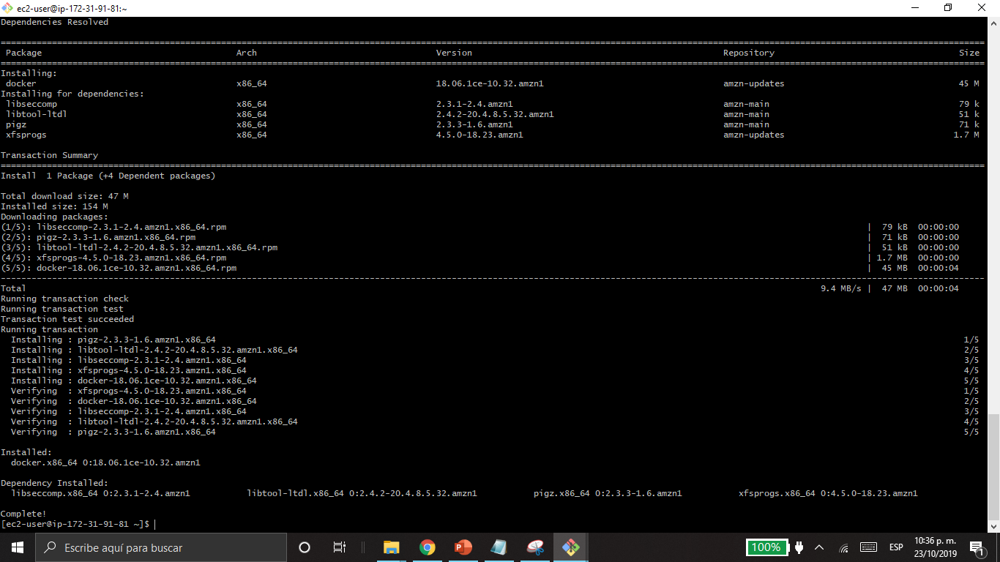 ec2-user@ip-172-31-91-81:~
Dependencies Resolved
Package Arch Version Repository Size
Installing:
docker x86_64 18.06.1ce-10.32.amzn1 amzn-updates 45 M
Installing for dependencies:
libseccomp x86_64 2.3.1-2.4.amzn1 amzn-main 79 k
libtool-ltdl x86_64 2.4.2-20.4.8.5.32.amzn1 amzn-main 51 k
pigz x86_64 2.3.3-1.6.amzn1 amzn-main 71 k
xfsprogs x86_64 4.5.0-18.23.amzn1 amzn-updates 1.7 M
Transaction Summary
Install 1 Package (+4 Dependent packages)
Total download size: 47 M
Installed size: 154 M
Downloading packages:
(1/5): libseccomp-2.3.1-2.4.amzn1.x86_64.rpm | 79 kB 00:00:00
(2/5): pigz-2.3.3-1.6.amzn1.x86_64.rpm | 71 kB 00:00:00
(3/5): libtool-ltdl-2.4.2-20.4.8.5.32.amzn1.x86_64.rpm | 51 kB 00:00:00
(4/5): xfsprogs-4.5.0-18.23.amzn1.x86_64.rpm | 1.7 MB 00:00:00
(5/5): docker-18.06.1ce-10.32.amzn1.x86_64.rpm | 45 MB 00:00:04
Total 9.4 MB/s | 47 MB 00:00:04
Running transaction check
Running transaction test
Transaction test succeeded
Running transaction
Installing : pigz-2.3.3-1.6.amzn1.x86_64 1/5
Installing : libtool-ltdl-2.4.2-20.4.8.5.32.amzn1.x86_64 2/5
Installing : libseccomp-2.3.1-2.4.amzn1.x86_64 3/5
Installing : xfsprogs-4.5.0-18.23.amzn1.x86_64 4/5
Installing : docker-18.06.1ce-10.32.amzn1.x86_64 5/5
Verifying : xfsprogs-4.5.0-18.23.amzn1.x86_64 1/5
Verifying : docker-18.06.1ce-10.32.amzn1.x86_64 2/5
Verifying : libseccomp-2.3.1-2.4.amzn1.x86_64 3/5
Verifying : libtool-ltdl-2.4.2-20.4.8.5.32.amzn1.x86_64 4/5
Verifying : pigz-2.3.3-1.6.amzn1.x86_64 5/5
Installed:
docker.x86_64 0:18.06.1ce-10.32.amzn1
Dependency Installed:
libseccomp.x86_64 0:2.3.1-2.4.amzn1 libtool-ltdl.x86_64 0:2.4.2-20.4.8.5.32.amzn1 pigz.x86_64 0:2.3.3-1.6.amzn1 xfsprogs.x86_64 0:4.5.0-18.23.amzn1
Complete!
[ec2-user@ip-172-31-91-81 ~]$
Escribe aquí para buscar
100%
ESP
10:36 p. m.
23/10/2019
1